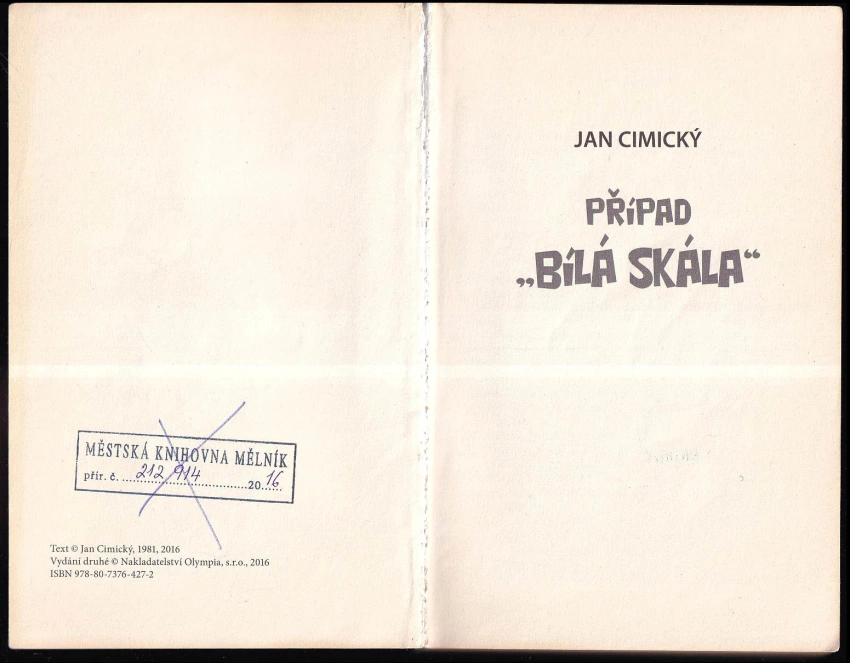 MĚSTSKÁ KNIHOVNA MĚLNÍK
přír. č. 212 914 2016
Text © Jan Cimický, 1981, 2016
Vydání druhé © Nakladatelství Olympia, s.r.o., 2016
ISBN 978-80-7376-427-2
JAN CIMICKÝ
PŘÍPAD
„BÍLÁ SKÁLA“